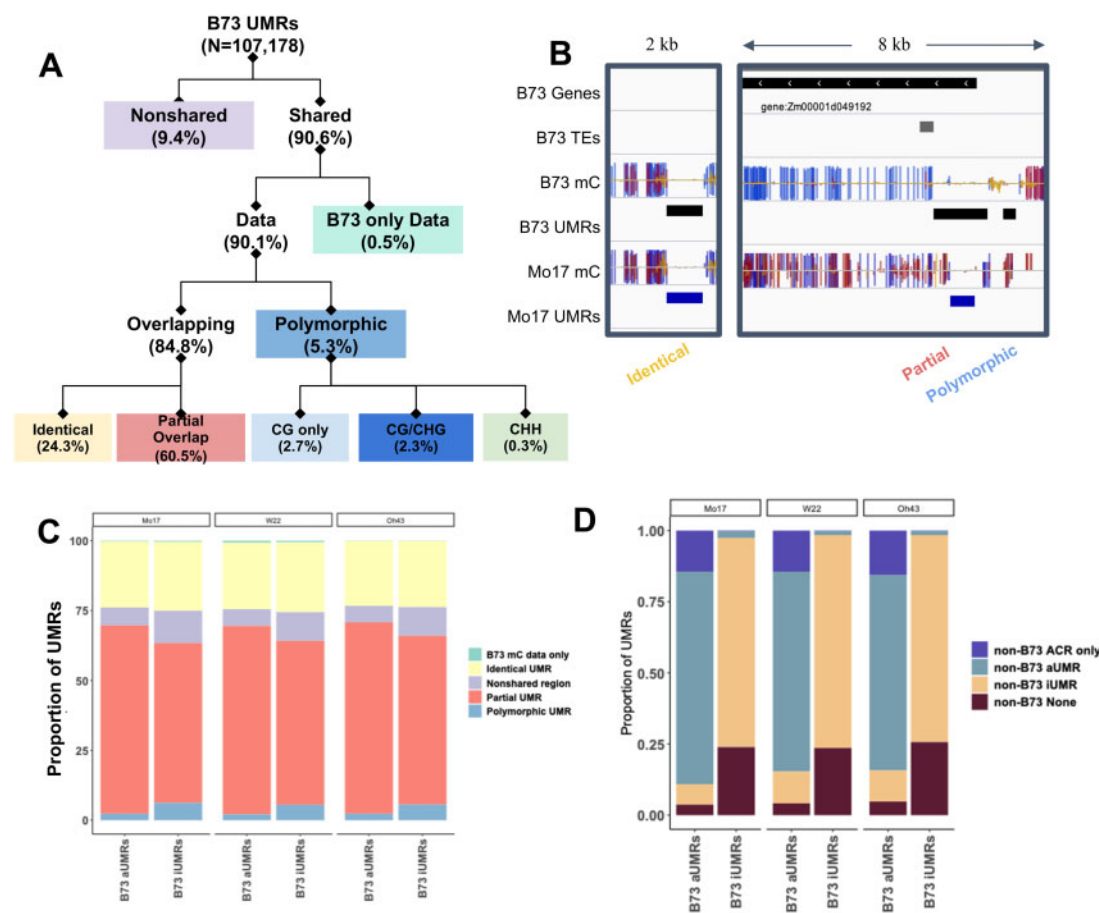 A
B73 UMRs
(N=107,178)
Nonshared
(9.4%)
Shared
(90.6%)
Data
(90.1%)
B73 only Data
(0.5%)
Overlapping
(84.8%)
Polymorphic
(5.3%)
Identical
(24.3%)
Partial
Overlap
(60.5%)
CG only
(2.7%)
CG/CHG
(2.3%)
CHH
(0.3%)
B
2 kb
8 kb
B73 Genes
gene:Zm00001d049192
B73 TEs
B73 mC
B73 UMRs
Mo17 mC
Mo17 UMRs
Identical
Partial
Polymorphic
C
Mo17
W22
Oh43
Proportion of UMRs
100
75
50
25
0
B73 aUMRs
B73 iUMRs
B73 aUMRs
B73 iUMRs
B73 aUMRs
B73 iUMRs
B73 mC data only
Identical UMR
Nonshared region
Partial UMR
Polymorphic UMR
D
Mo17
W22
Oh43
Proportion of UMRs
1.00
0.75
0.50
0.25
0.00
B73 aUMRs
B73 iUMRs
B73 aUMRs
B73 iUMRs
B73 aUMRs
B73 iUMRs
non-B73 ACR only
non-B73 aUMR
non-B73 iUMR
non-B73 None